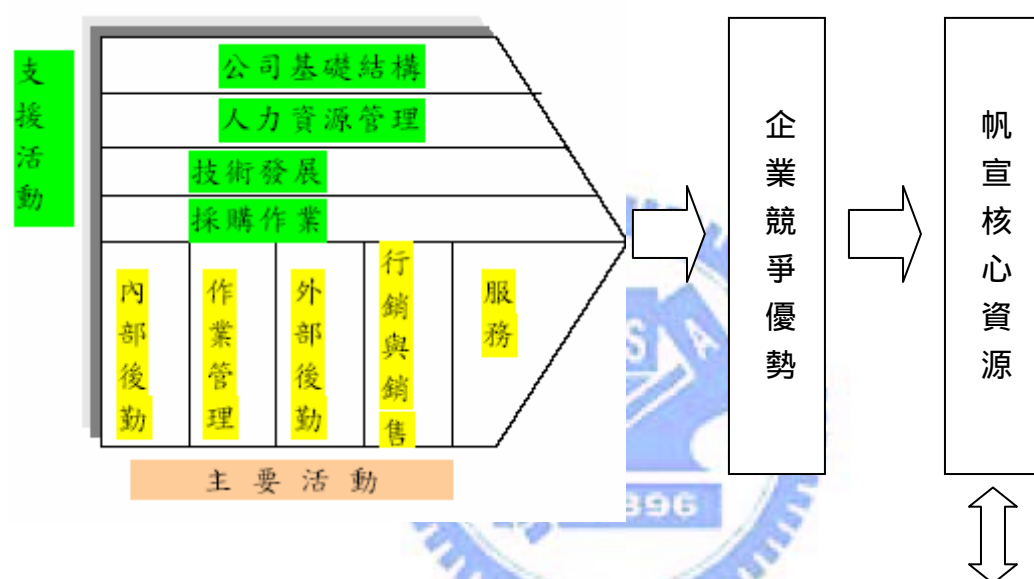 支援活動
公司基礎結構
人力資源管理
技術發展
採購作業
內部後勤
作業管理
外部後勤
行銷與銷售
服務
主要活動
企業競爭優勢
帆宣核心資源
S
A
896